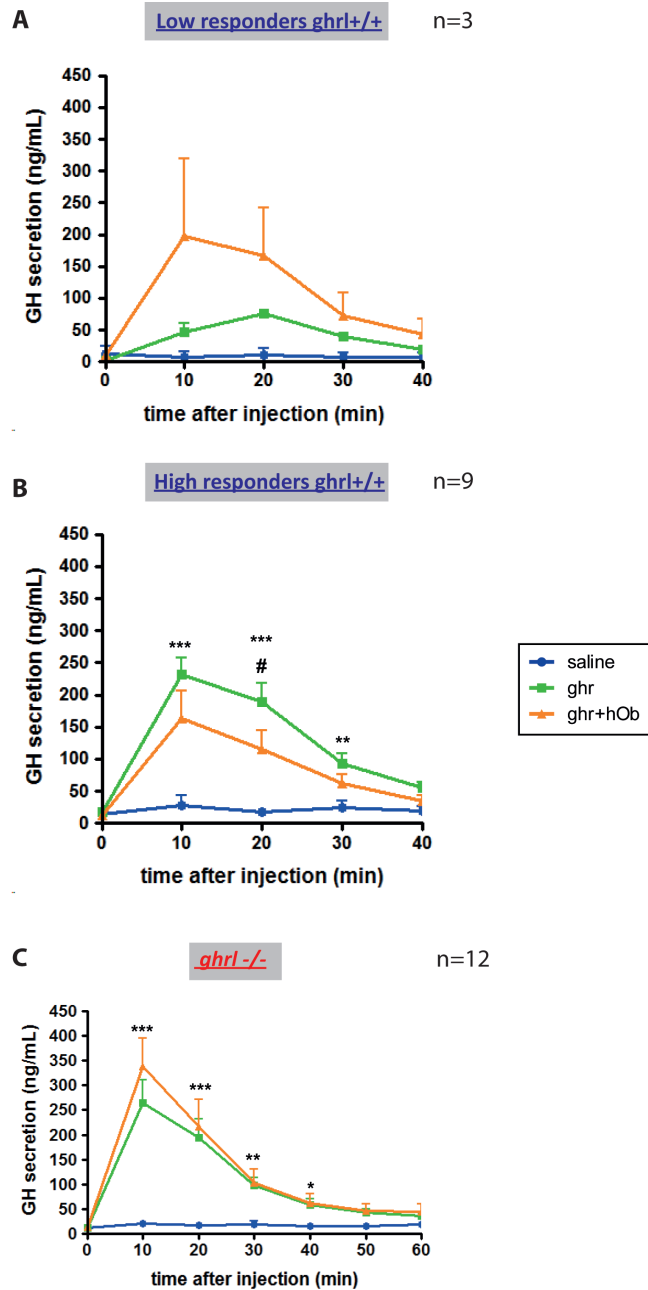 A
Low responders ghrl+/+
n=3
GH secretion (ng/mL)
450
400
350
300
250
200
150
100
50
0
0 10 20 30 40
time after injection (min)
B
High responders ghrl+/+
n=9
GH secretion (ng/mL)
450
400
350
300
250
200
150
100
50
0
***
***
#
**
0 10 20 30 40
time after injection (min)
saline
ghr
ghr+hOb
C
ghrl -/-
n=12
GH secretion (ng/mL)
450
400
350
300
250
200
150
100
50
0
***
***
**
*
0 10 20 30 40 50 60
time after injection (min)